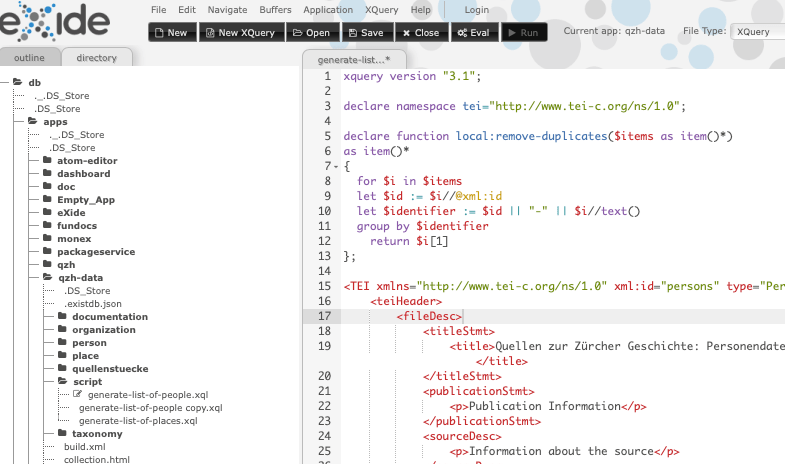 eXide
File Edit Navigate Buffers Application XQuery Help Login
New New XQuery Open Save Close Eval Run Current app: qzh-data File Type: XQuery
outline directory
generate-list...*
db
._.DS_Store
.DS_Store
apps
._.DS_Store
.DS_Store
atom-editor
dashboard
doc
Empty_App
eXide
fundocs
monex
packageservice
qzh
qzh-data
.DS_Store
.existdb.json
documentation
organization
person
place
quellenstuecke
script
generate-list-of-people.xql
generate-list-of-people copy.xql
generate-list-of-places.xql
taxonomy
build.xml
collection.html
1 xquery version "3.1";
2
3 declare namespace tei="http://www.tei-c.org/ns/1.0";
4
5 declare function local:remove-duplicates($items as item()*)
6 as item()*
7 {
8 for $i in $items
9 let $id := $i//@xml:id
10 let $identifier := $id || "-" || $i//text()
11 group by $identifier
12 return $i[1]
13 };
14
15 <TEI xmlns="http://www.tei-c.org/ns/1.0" xml:id="persons" type="Per
16 <teiHeader>
17 <fileDesc>
18 <titleStmt>
19 <title>Quellen zur Zürcher Geschichte: Personendate
</title>
20 </titleStmt>
21 <publicationStmt>
22 <p>Publication Information</p>
23 </publicationStmt>
24 <sourceDesc>
25 <p>Information about the source</p>